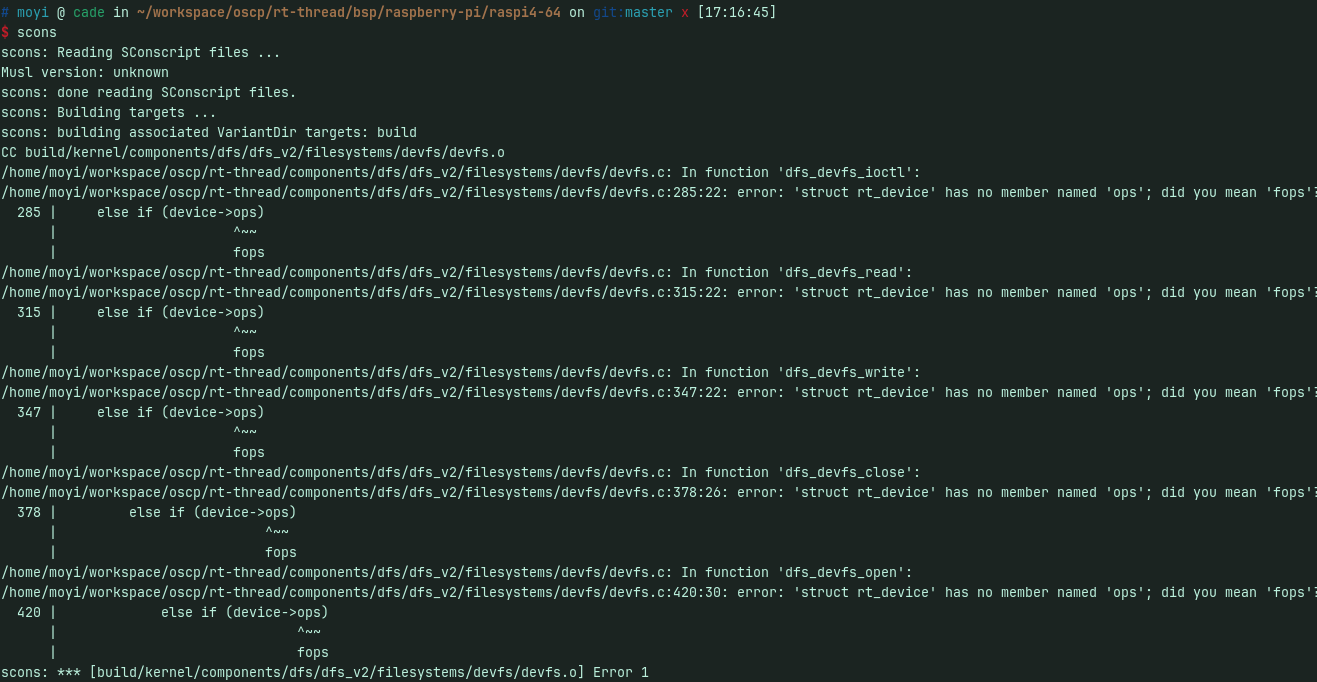 # moyi @ cade in ~/workspace/oscp/rt-thread/bsp/raspberry-pi/raspi4-64 on git:master x [17:16:45]
$ scons
scons: Reading SConscript files ...
Musl version: unknown
scons: done reading SConscript files.
scons: Building targets ...
scons: building associated VariantDir targets: build
CC build/kernel/components/dfs/dfs_v2/filesystems/devfs/devfs.o
/home/moyi/workspace/oscp/rt-thread/components/dfs/dfs_v2/filesystems/devfs/devfs.c: In function 'dfs_devfs_ioctl':
/home/moyi/workspace/oscp/rt-thread/components/dfs/dfs_v2/filesystems/devfs/devfs.c:285:22: error: 'struct rt_device' has no member named 'ops'; did you mean 'fops'?
  285 |     else if (device->ops)
      |                      ^~~
      |                      fops
/home/moyi/workspace/oscp/rt-thread/components/dfs/dfs_v2/filesystems/devfs/devfs.c: In function 'dfs_devfs_read':
/home/moyi/workspace/oscp/rt-thread/components/dfs/dfs_v2/filesystems/devfs/devfs.c:315:22: error: 'struct rt_device' has no member named 'ops'; did you mean 'fops'?
  315 |     else if (device->ops)
      |                      ^~~
      |                      fops
/home/moyi/workspace/oscp/rt-thread/components/dfs/dfs_v2/filesystems/devfs/devfs.c: In function 'dfs_devfs_write':
/home/moyi/workspace/oscp/rt-thread/components/dfs/dfs_v2/filesystems/devfs/devfs.c:347:22: error: 'struct rt_device' has no member named 'ops'; did you mean 'fops'?
  347 |     else if (device->ops)
      |                      ^~~
      |                      fops
/home/moyi/workspace/oscp/rt-thread/components/dfs/dfs_v2/filesystems/devfs/devfs.c: In function 'dfs_devfs_close':
/home/moyi/workspace/oscp/rt-thread/components/dfs/dfs_v2/filesystems/devfs/devfs.c:378:26: error: 'struct rt_device' has no member named 'ops'; did you mean 'fops'?
  378 |         else if (device->ops)
      |                          ^~~
      |                          fops
/home/moyi/workspace/oscp/rt-thread/components/dfs/dfs_v2/filesystems/devfs/devfs.c: In function 'dfs_devfs_open':
/home/moyi/workspace/oscp/rt-thread/components/dfs/dfs_v2/filesystems/devfs/devfs.c:420:30: error: 'struct rt_device' has no member named 'ops'; did you mean 'fops'?
  420 |             else if (device->ops)
      |                              ^~~
      |                              fops
scons: *** [build/kernel/components/dfs/dfs_v2/filesystems/devfs/devfs.o] Error 1